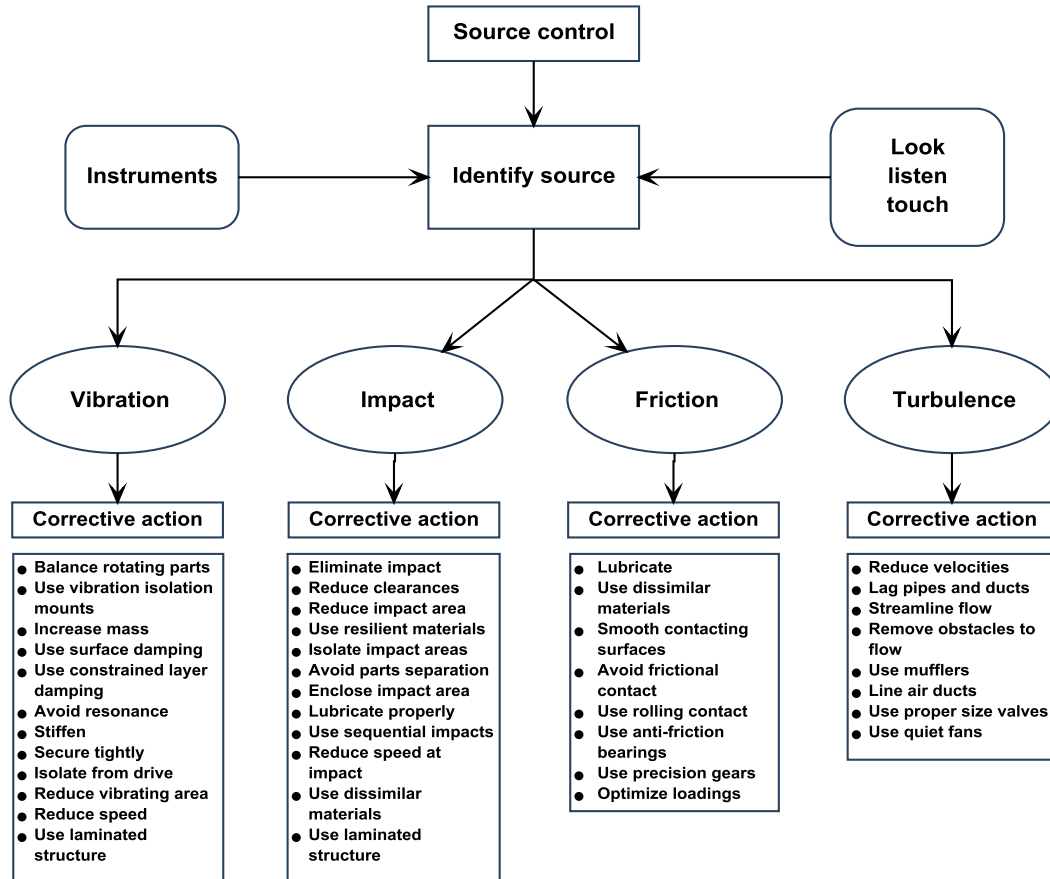 Source control
Instruments
Identify source
Look
listen
touch
Vibration
Impact
Friction
Turbulence
Corrective action
Corrective action
Corrective action
Corrective action
● Balance rotating parts
● Use vibration isolation
mounts
● Increase mass
● Use surface damping
● Use constrained layer
damping
● Avoid resonance
● Stiffen
● Secure tightly
● Isolate from drive
● Reduce vibrating area
● Reduce speed
● Use laminated
structure
● Eliminate impact
● Reduce clearances
● Reduce impact area
● Use resilient materials
● Isolate impact areas
● Avoid parts separation
● Enclose impact area
● Lubricate properly
● Use sequential impacts
● Reduce speed at
impact
● Use dissimilar
materials
● Use laminated
structure
● Lubricate
● Use dissimilar
materials
● Smooth contacting
surfaces
● Avoid frictional
contact
● Use rolling contact
● Use anti-friction
bearings
● Use precision gears
● Optimize loadings
● Reduce velocities
● Lag pipes and ducts
● Streamline flow
● Remove obstacles to
flow
● Use mufflers
● Line air ducts
● Use proper size valves
● Use quiet fans